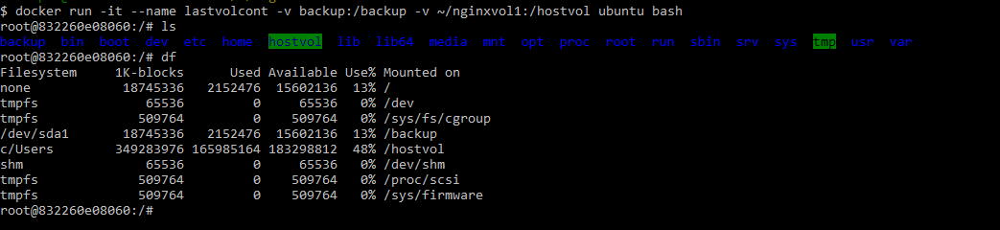 $ docker run -it --name lastvolcont -v backup:/backup -v ~/nginxvol1:/hostvol ubuntu bash
root@832260e08060:/# ls
backup bin boot dev etc home hostvol lib lib64 media mnt opt proc root run sbin srv sys tmp usr var
root@832260e08060:/# df
Filesystem 1K-blocks Used Available Use% Mounted on
none 18745336 2152476 15602136 13% /
tmpfs 65536 0 65536 0% /dev
tmpfs 509764 0 509764 0% /sys/fs/cgroup
/dev/sda1 18745336 2152476 15602136 13% /backup
c/Users 349283976 165985164 183298812 48% /hostvol
shm 65536 0 65536 0% /dev/shm
tmpfs 509764 0 509764 0% /proc/scsi
tmpfs 509764 0 509764 0% /sys/firmware
root@832260e08060:/#